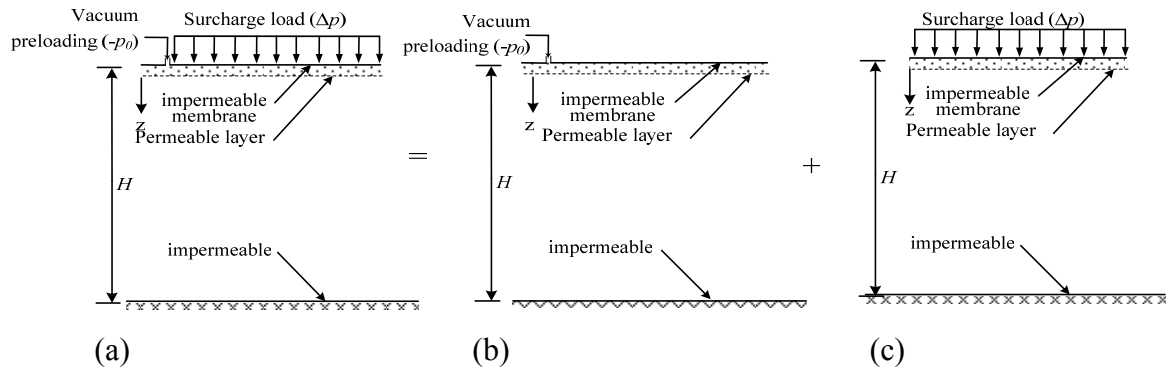 Vacuum
preloading (-p0)
Surcharge load (Δp)
impermeable
membrane
Permeable layer
z
H
impermeable
(a)
=
Vacuum
preloading (-p0)
impermeable
membrane
Permeable layer
z
H
impermeable
(b)
+
Surcharge load (Δp)
impermeable
membrane
Permeable layer
z
H
impermeable
(c)